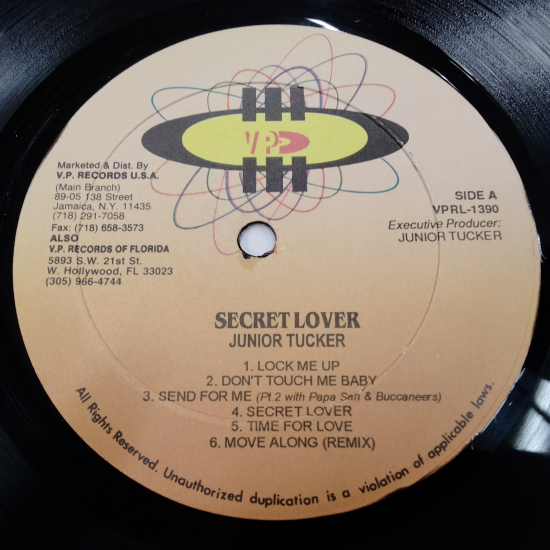 VP
Marketed & Dist. By
V.P. RECORDS U.S.A.
(Main Branch)
89-05 138 Street
Jamaica, N.Y. 11435
(718) 291-7058
Fax: (718) 658-3573
ALSO
V.P. RECORDS OF FLORIDA
5893 S.W. 21st St.
W. Hollywood, FL 33023
(305) 966-4744
SIDE A
VPRL-1390
Executive Producer:
JUNIOR TUCKER
SECRET LOVER
JUNIOR TUCKER
1. LOCK ME UP
2. DON'T TOUCH ME BABY
3. SEND FOR ME (Pt.2 with Papa San & Buccaneers)
4. SECRET LOVER
5. TIME FOR LOVE
6. MOVE ALONG (REMIX)
All Rights Reserved. Unauthorized duplication is a violation of applicable laws.